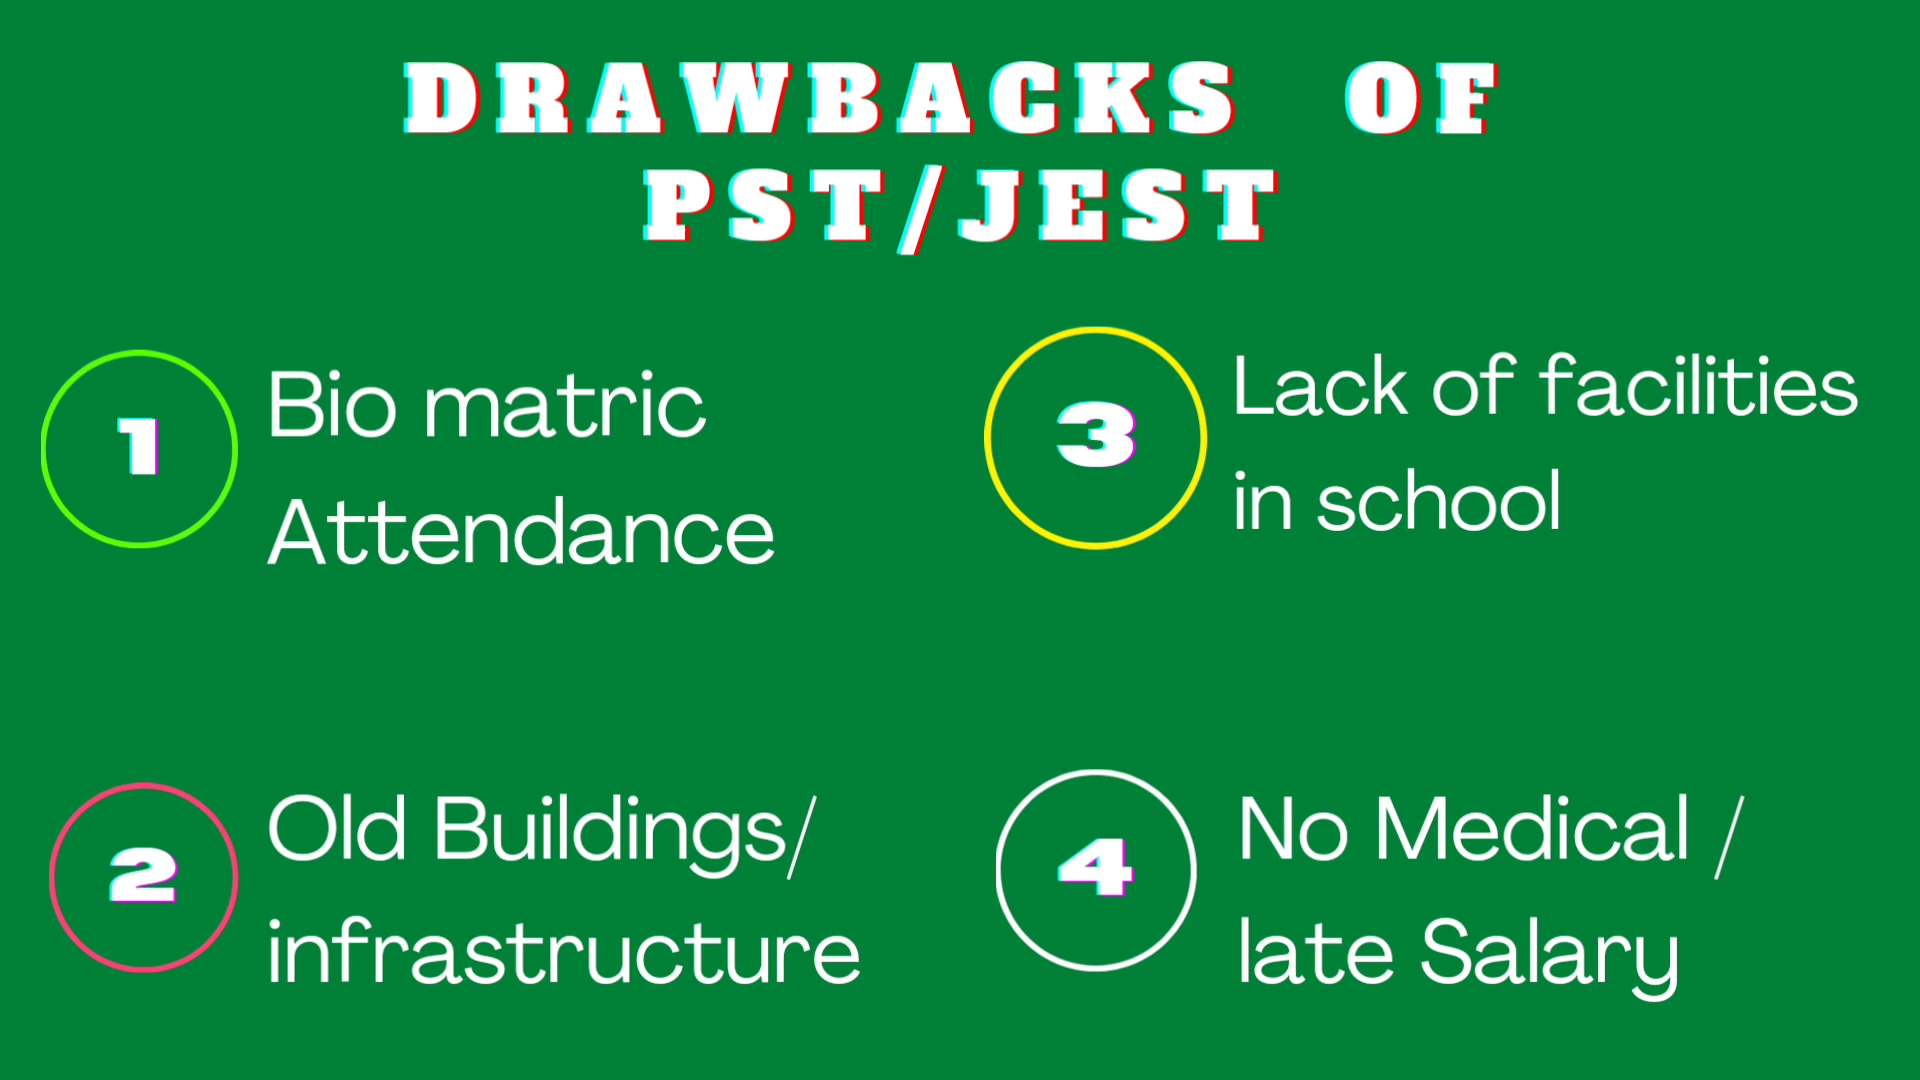 DRAWBACKS OF
PST/JEST
1
Bio matric
Attendance
2
Old Buildings/
infrastructure
3
Lack of facilities
in school
4
No Medical /
late Salary